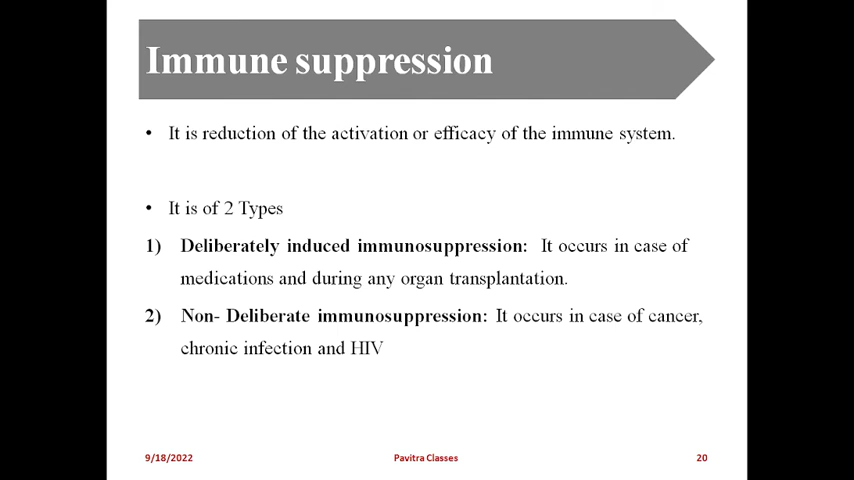 Immune suppression
• It is reduction of the activation or efficacy of the immune system.
• It is of 2 Types
1) Deliberately induced immunosuppression: It occurs in case of
medications and during any organ transplantation.
2) Non- Deliberate immunosuppression: It occurs in case of cancer,
chronic infection and HIV
9/18/2022 Pavitra Classes 20